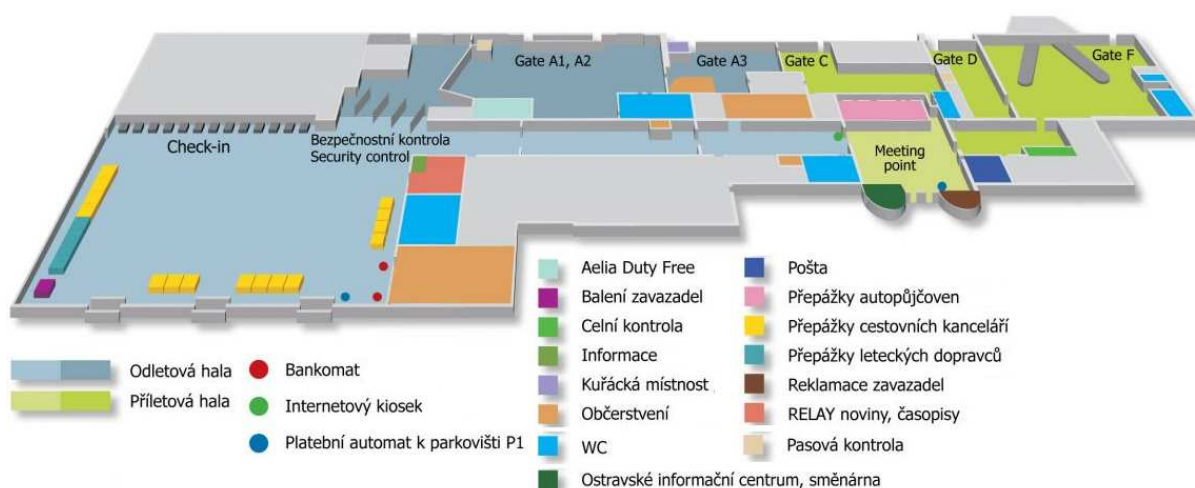 Gate A1, A2
Gate A3
Gate C
Gate D
Gate F
Check-in
Bezpečnostní kontrola
Security control
Meeting
point
Odletová hala
Příletová hala
Bankomat
Internetový kiosek
Platební automat k parkovišti P1
Aelia Duty Free
Balení zavazadel
Celní kontrola
Informace
Kuřácká místnost
Občerstvení
WC
Ostravské informační centrum, směnárna
Pošta
Přepážky autopůjčoven
Přepážky cestovních kanceláří
Přepážky leteckých dopravců
Reklamace zavazadel
RELAY noviny, časopisy
Pasová kontrola